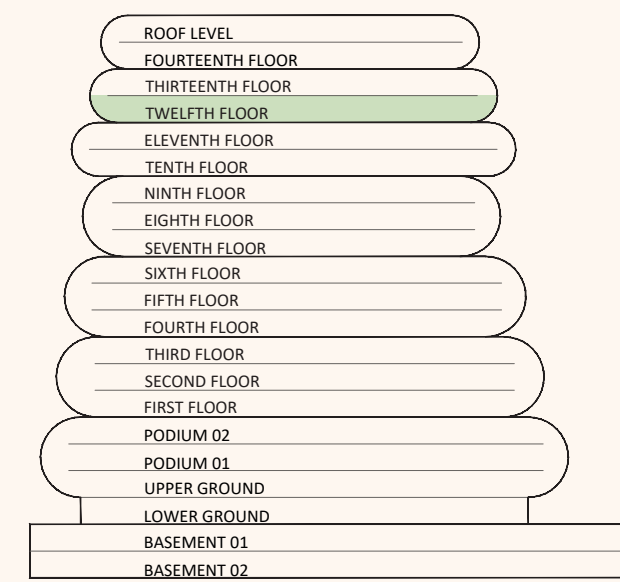 ROOF LEVEL
FOURTEENTH FLOOR
THIRTEENTH FLOOR
TWELFTH FLOOR
ELEVENTH FLOOR
TENTH FLOOR
NINTH FLOOR
EIGHTH FLOOR
SEVENTH FLOOR
SIXTH FLOOR
FIFTH FLOOR
FOURTH FLOOR
THIRD FLOOR
SECOND FLOOR
FIRST FLOOR
PODIUM 02
PODIUM 01
UPPER GROUND
LOWER GROUND
BASEMENT 01
BASEMENT 02